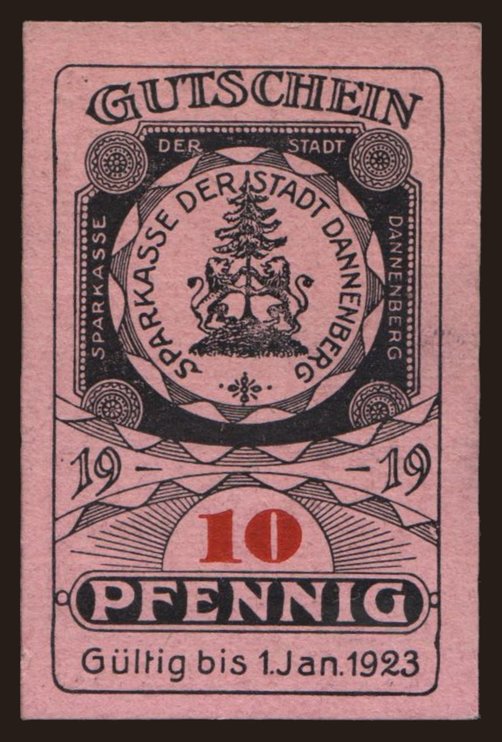 GUTSCHEIN
DER STADT
SPARKASSE
DANNENBERG
SPARKASSE DER STADT DANNENBERG
19 – – 19
10
PFENNIG
Gültig bis 1. Jan. 1923